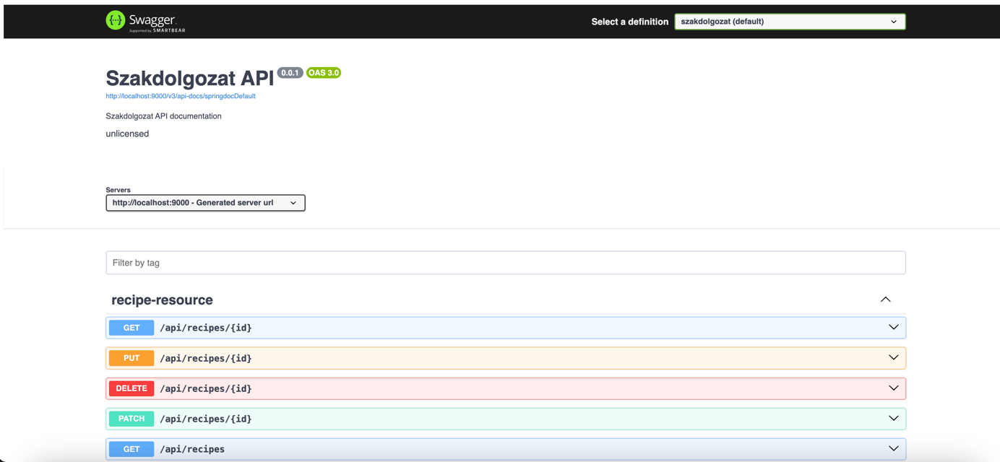 {··} Swagger.
Supported by SMARTBEAR
Select a definition
szakdolgozat (default)
Szakdolgozat API 0.0.1 OAS 3.0
http://localhost:9000/v3/api-docs/springdocDefault
Szakdolgozat API documentation
unlicensed
Servers
http://localhost:9000 - Generated server url
Filter by tag
recipe-resource
GET /api/recipes/{id}
PUT /api/recipes/{id}
DELETE /api/recipes/{id}
PATCH /api/recipes/{id}
GET /api/recipes